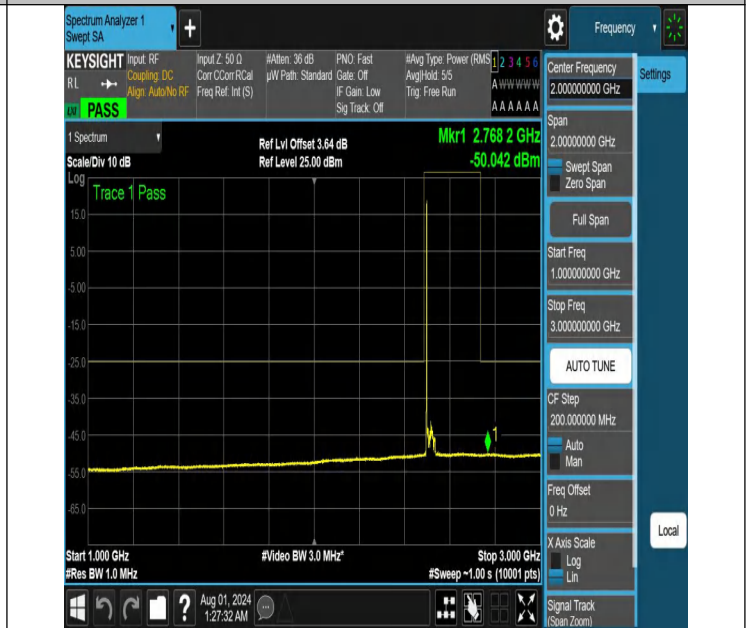 Spectrum Analyzer 1
Swept SA
+
Frequency
KEYSIGHT
RL
LXI
PASS
Input: RF
Coupling: DC
Align: Auto/No RF
Input Z: 50 Ω
Corr CCorr RCal
Freq Ref: Int (S)
#Atten: 36 dB
µW Path: Standard
PNO: Fast
Gate: Off
IF Gain: Low
Sig Track: Off
#Avg Type: Power (RMS
Avg|Hold: 5/5
Trig: Free Run
1 2 3 4 5 6
A W W W W W
A A A A A A
Center Frequency
2.000000000 GHz
Settings
Span
2.00000000 GHz
Swept Span
Zero Span
Full Span
Start Freq
1.000000000 GHz
Stop Freq
3.000000000 GHz
AUTO TUNE
CF Step
200.000000 MHz
Auto
Man
Freq Offset
0 Hz
X Axis Scale
Log
Lin
Signal Track
(Span Zoom)
Local
1 Spectrum
Scale/Div 10 dB
Log
Ref Lvl Offset 3.64 dB
Ref Level 25.00 dBm
Mkr1 2.768 2 GHz
-50.042 dBm
Trace 1 Pass
15.0
5.00
-5.00
-15.0
-25.0
-35.0
-45.0
-55.0
-65.0
1
Start 1.000 GHz
#Res BW 1.0 MHz
#Video BW 3.0 MHz*
Stop 3.000 GHz
#Sweep ~1.00 s (10001 pts)
?
Aug 01, 2024
1:27:32 AM